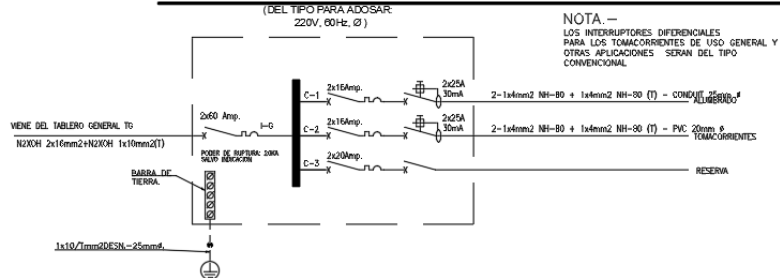 (DEL TIPO PARA ADOSAR:
220V, 60Hz, Ø )
NOTA.—
LOS INTERRUPTORES DIFERENCIALES
PARA LOS TOMACORRIENTES DE USO GENERAL Y
OTRAS APLICACIONES SERAN DEL TIPO
CONVENCIONAL
C-1
2x16Amp.
2x25A
30mA
2-1x4mm2 NH-80 + 1x4mm2 NH-80 (T) - CONDUIT 25mm ø
ALUMBRADO
2x60 Amp.
I-G
C-2
2x16Amp.
2x25A
30mA
2-1x4mm2 NH-80 + 1x4mm2 NH-80 (T) - PVC 20mm ø
TOMACORRIENTES
VIENE DEL TABLERO GENERAL TG
N2XOH 2x16mm2+N2XOH 1x10mm2(T)
PODER DE RUPTURA: 20KA
SALVO INDICACION
C-3
2x20Amp.
RESERVA
BARRA DE
TIERRA.
1x10/Tmm2DESN.-25mmø.